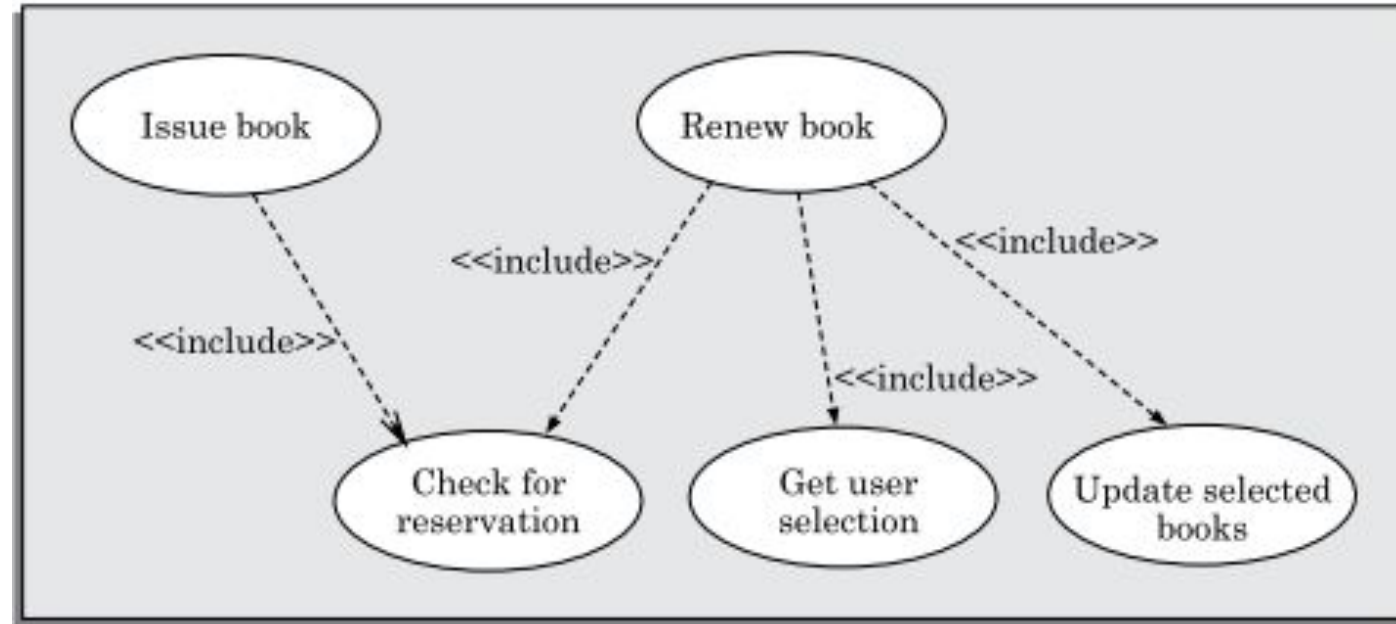 Issue book
Renew book
<<include>>
<<include>>
<<include>>
<<include>>
Check for
reservation
Get user
selection
Update selected
books